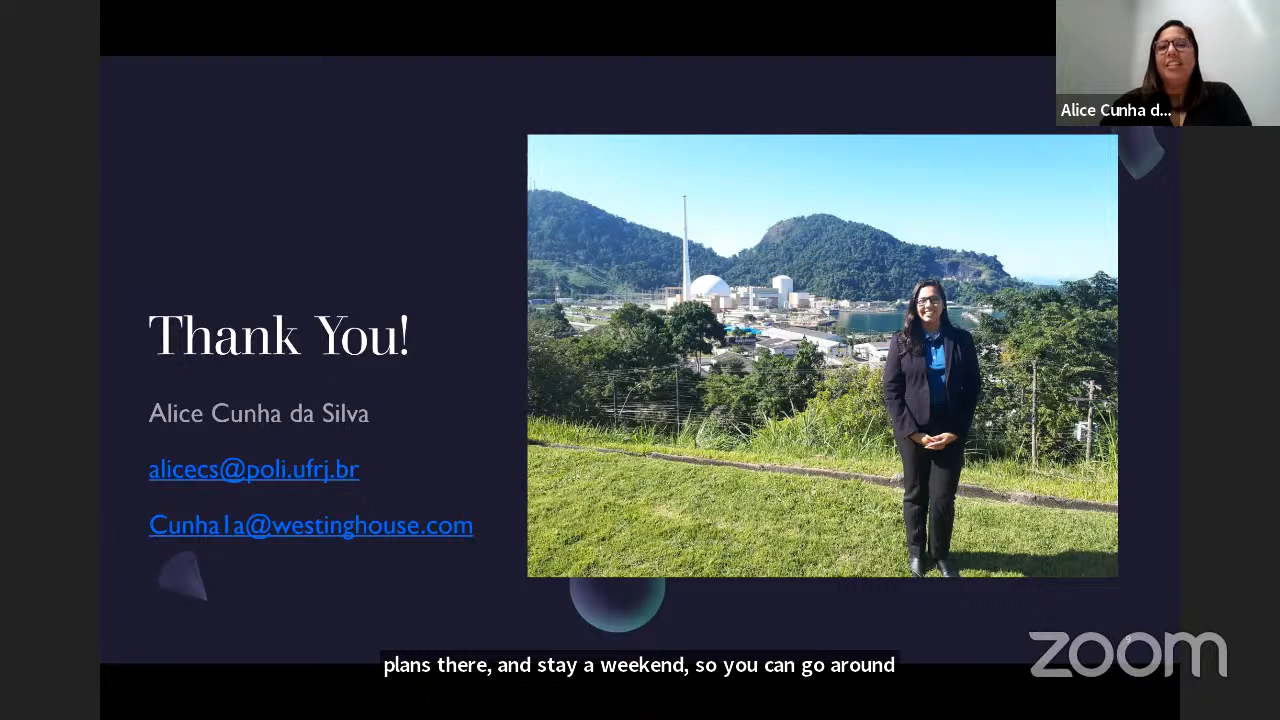 Alice Cunha d...
Thank You!
Alice Cunha da Silva
alicecs@poli.ufrj.br
Cunha1a@westinghouse.com
zoom
plans there, and stay a weekend, so you can go around